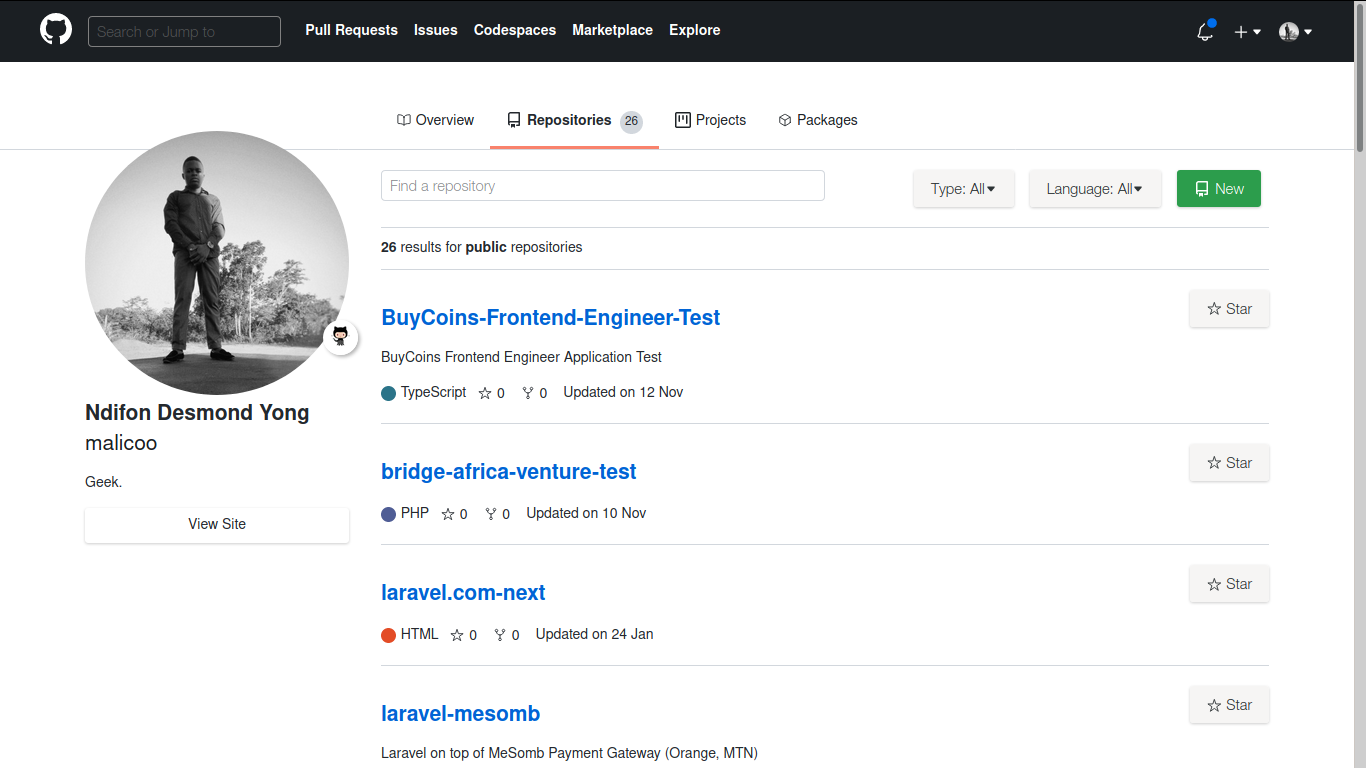 Search or Jump to Pull Requests Issues Codespaces Marketplace Explore
Overview Repositories 26 Projects Packages
Find a repository Type: All Language: All New
26 results for public repositories
BuyCoins-Frontend-Engineer-Test Star
BuyCoins Frontend Engineer Application Test
TypeScript 0 0 Updated on 12 Nov
Ndifon Desmond Yong
malicoo
Geek.
View Site
bridge-africa-venture-test Star
PHP 0 0 Updated on 10 Nov
laravel.com-next Star
HTML 0 0 Updated on 24 Jan
laravel-mesomb Star
Laravel on top of MeSomb Payment Gateway (Orange, MTN)